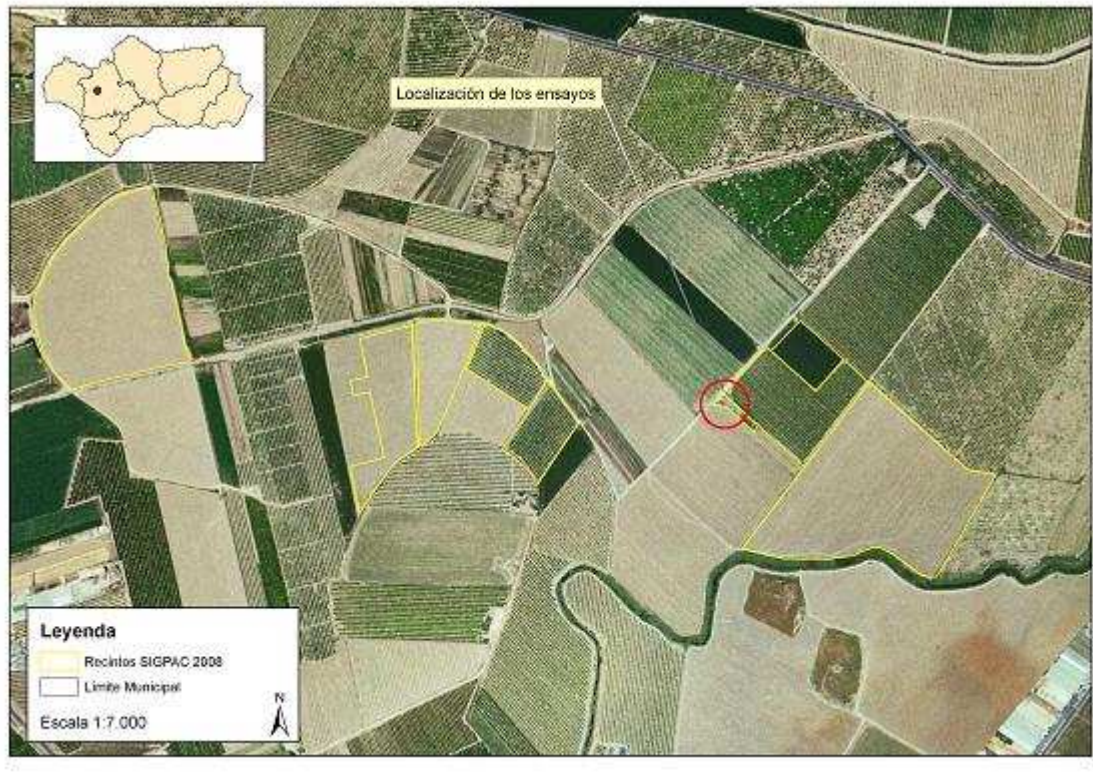 Localización de los ensayos
Leyenda
Recintos SIGPAC 2008
Límite Municipal
Escala 1:7.000
N